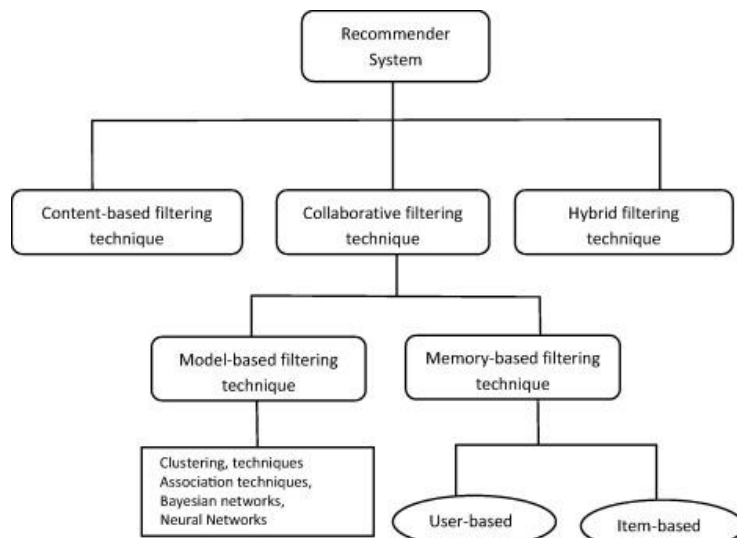 Recommender
System
Content-based filtering
technique
Collaborative filtering
technique
Hybrid filtering
technique
Model-based filtering
technique
Memory-based filtering
technique
Clustering, techniques
Association techniques,
Bayesian networks,
Neural Networks
User-based
Item-based